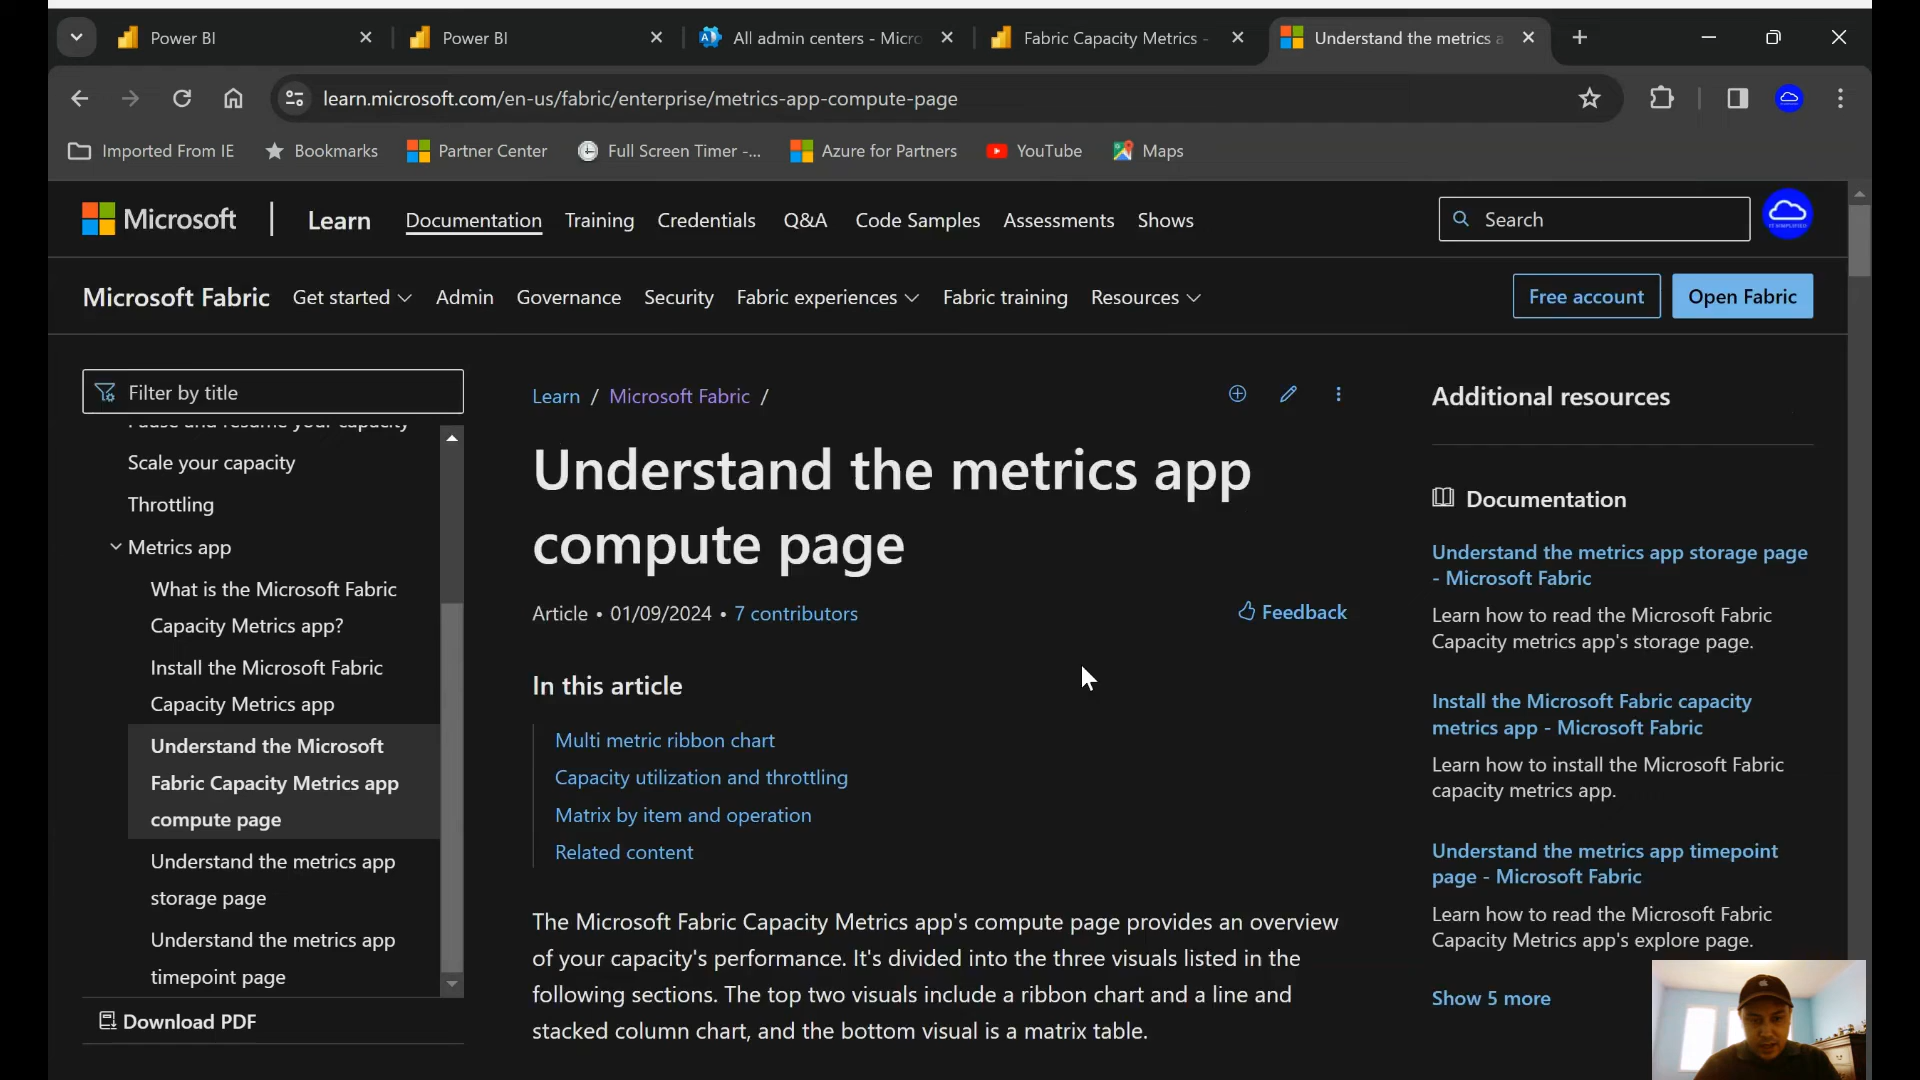 Power BI
Power BI
All admin centers - Micro
Fabric Capacity Metrics -
Understand the metrics a
learn.microsoft.com/en-us/fabric/enterprise/metrics-app-compute-page
Imported From IE
Bookmarks
Partner Center
Full Screen Timer -...
Azure for Partners
YouTube
Maps
Microsoft
Learn
Documentation
Training
Credentials
Q&A
Code Samples
Assessments
Shows
Search
IT SIMPLIFIED
Microsoft Fabric
Get started
Admin
Governance
Security
Fabric experiences
Fabric training
Resources
Free account
Open Fabric
Filter by title
Pause and resume your capacity
Scale your capacity
Throttling
Metrics app
What is the Microsoft Fabric
Capacity Metrics app?
Install the Microsoft Fabric
Capacity Metrics app
Understand the Microsoft
Fabric Capacity Metrics app
compute page
Understand the metrics app
storage page
Understand the metrics app
timepoint page
Download PDF
Learn / Microsoft Fabric /
Understand the metrics app
compute page
Article • 01/09/2024 • 7 contributors
Feedback
In this article
Multi metric ribbon chart
Capacity utilization and throttling
Matrix by item and operation
Related content
The Microsoft Fabric Capacity Metrics app's compute page provides an overview
of your capacity's performance. It's divided into the three visuals listed in the
following sections. The top two visuals include a ribbon chart and a line and
stacked column chart, and the bottom visual is a matrix table.
Additional resources
Documentation
Understand the metrics app storage page
- Microsoft Fabric
Learn how to read the Microsoft Fabric
Capacity metrics app's storage page.
Install the Microsoft Fabric capacity
metrics app - Microsoft Fabric
Learn how to install the Microsoft Fabric
capacity metrics app.
Understand the metrics app timepoint
page - Microsoft Fabric
Learn how to read the Microsoft Fabric
Capacity Metrics app's explore page.
Show 5 more